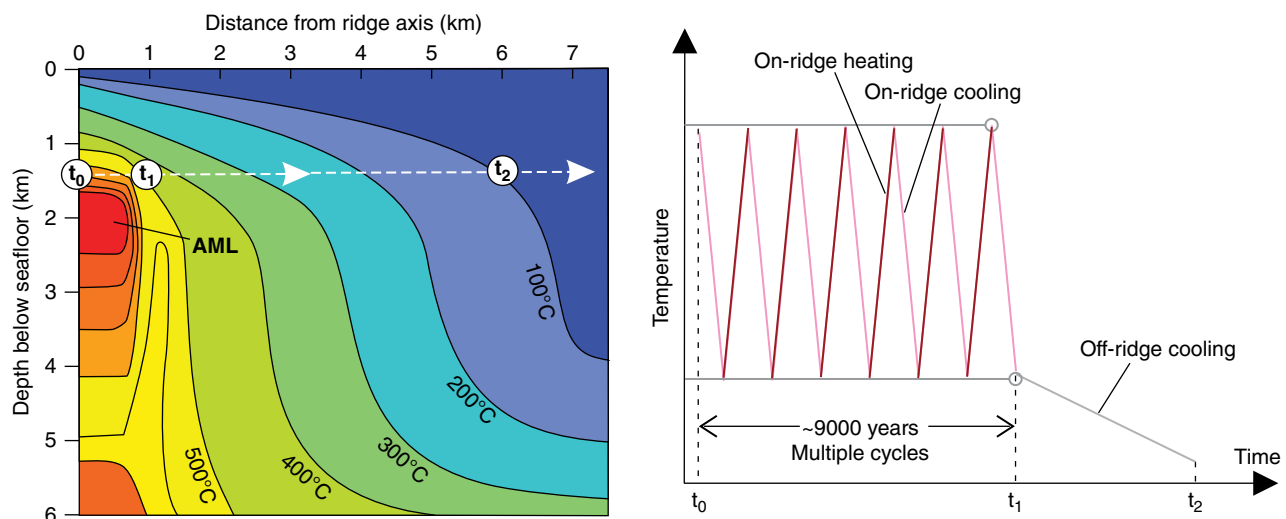 Distance from ridge axis (km)
0 1 2 3 4 5 6 7
Depth below seafloor (km)
0
1
2
3
4
5
6
t₀
t₁
t₂
AML
100°C
200°C
300°C
400°C
500°C
Temperature
On-ridge heating
On-ridge cooling
Off-ridge cooling
~9000 years
Multiple cycles
Time
t₀ t₁ t₂